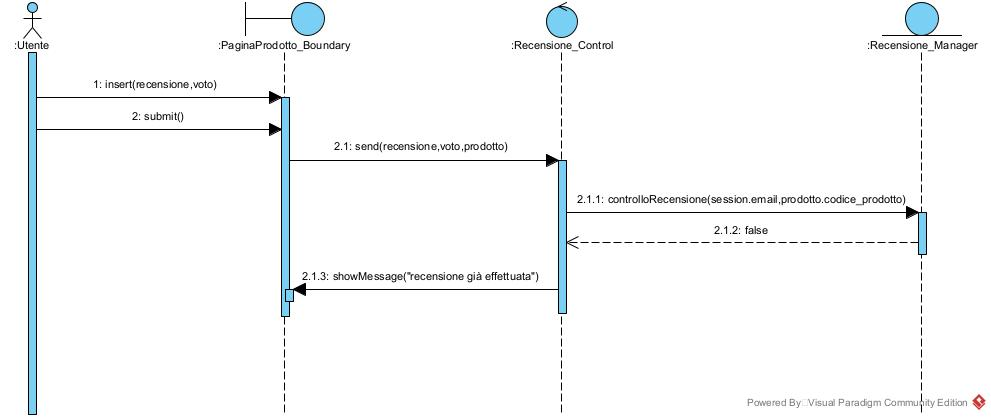 :Utente
:PaginaProdotto_Boundary
:Recensione_Control
:Recensione_Manager
1: insert(recensione,voto)
2: submit()
2.1: send(recensione,voto,prodotto)
2.1.1: controlloRecensione(session.email,prodotto.codice_prodotto)
2.1.2: false
2.1.3: showMessage("recensione già effettuata")
Powered By Visual Paradigm Community Edition